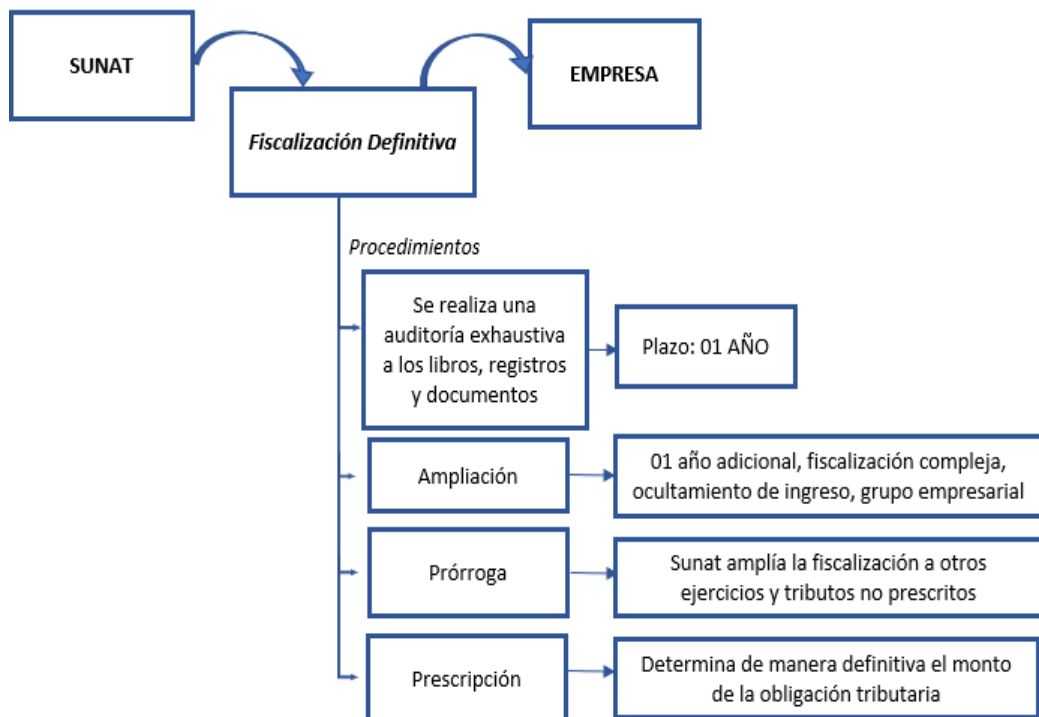 SUNAT
EMPRESA
Fiscalización Definitiva
Procedimientos
Se realiza una
auditoría exhaustiva
a los libros, registros
y documentos
Plazo: 01 AÑO
Ampliación
01 año adicional, fiscalización compleja,
ocultamiento de ingreso, grupo empresarial
Prórroga
Sunat amplía la fiscalización a otros
ejercicios y tributos no prescritos
Prescripción
Determina de manera definitiva el monto
de la obligación tributaria